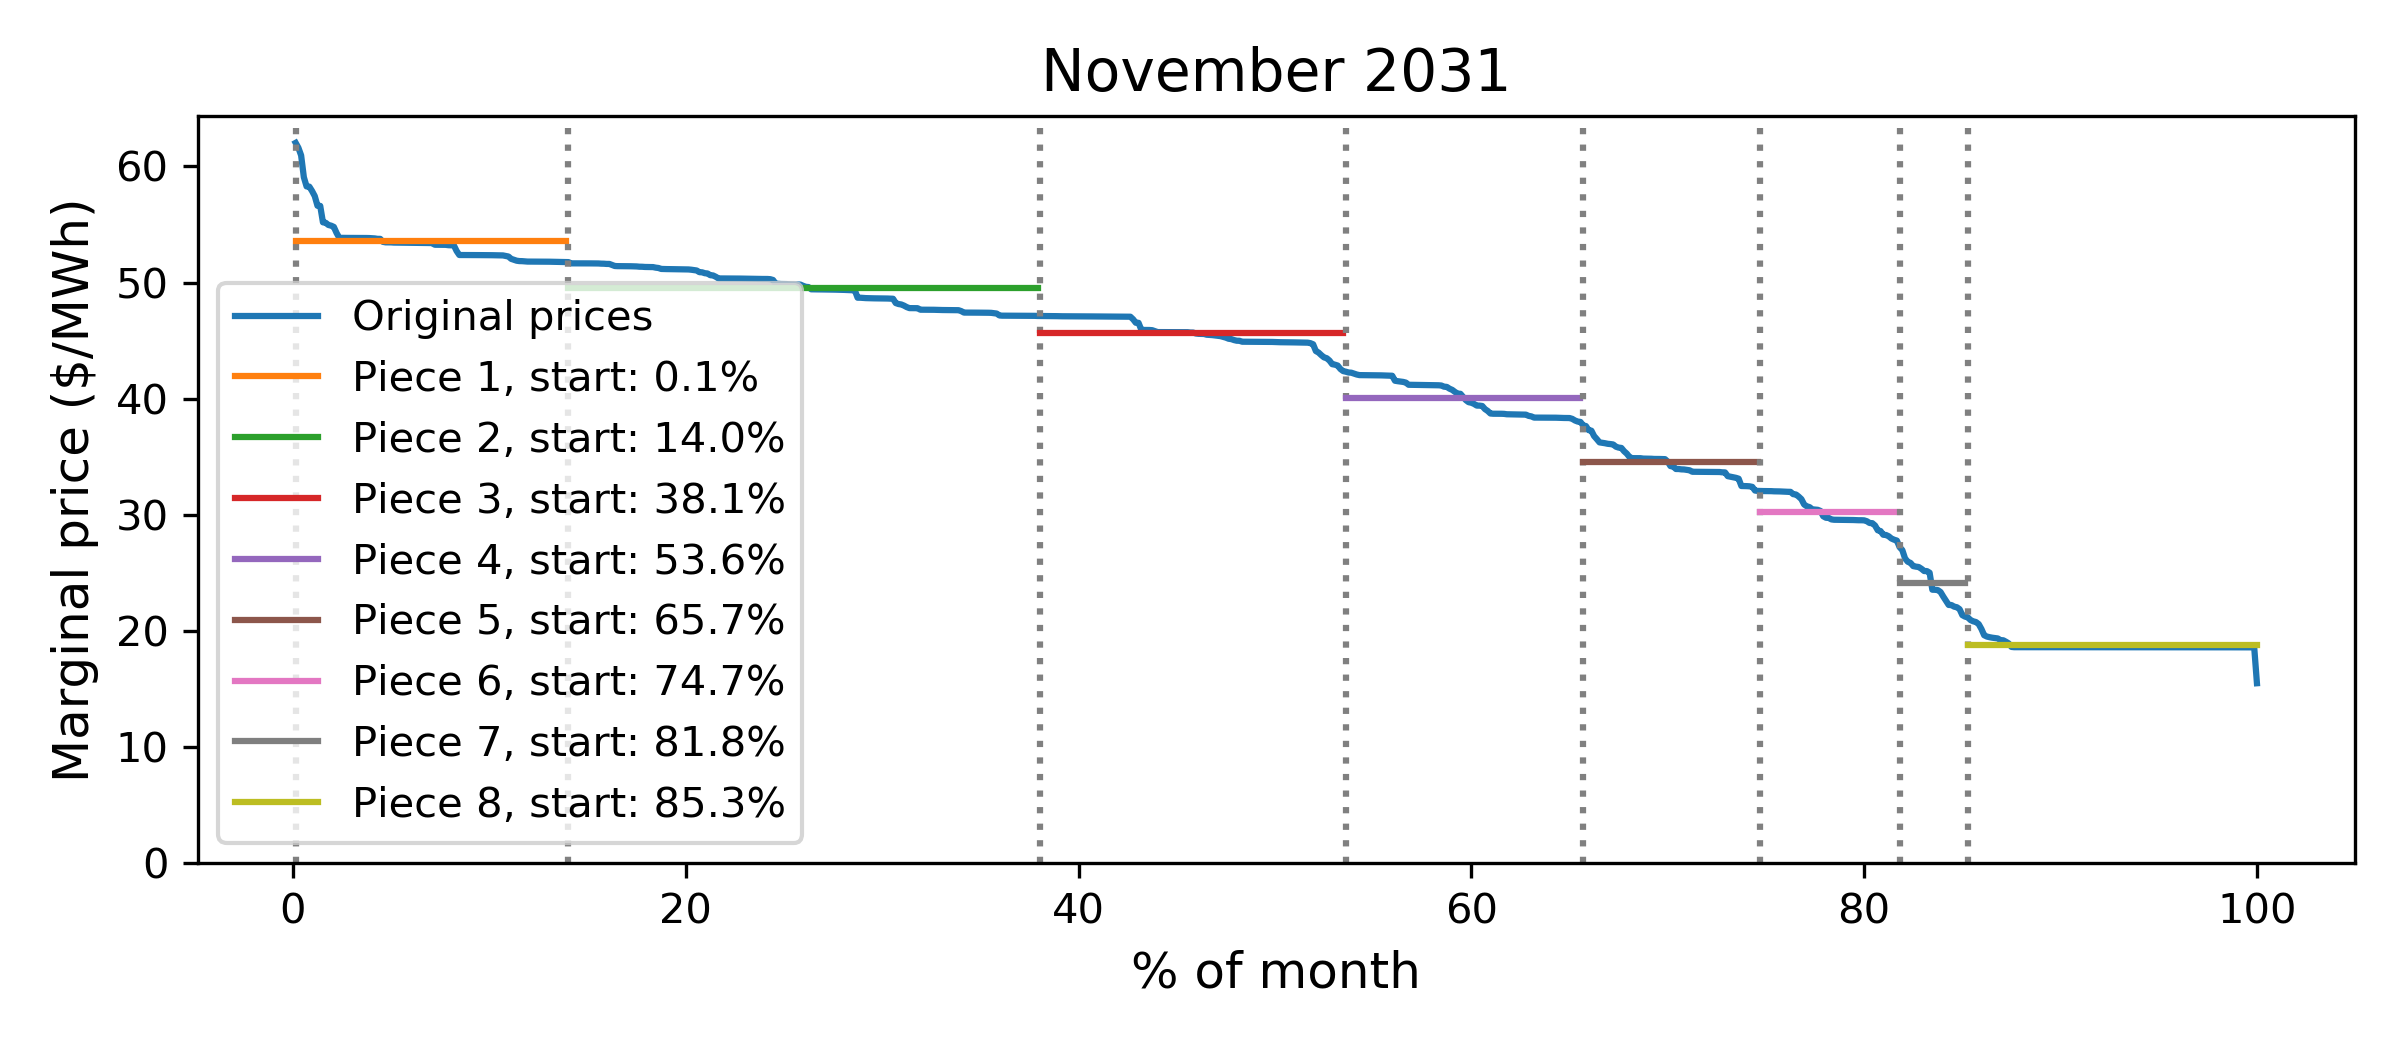 November 2031
Marginal price ($/MWh)
60
50
40
30
20
10
0
Original prices
Piece 1, start: 0.1%
Piece 2, start: 14.0%
Piece 3, start: 38.1%
Piece 4, start: 53.6%
Piece 5, start: 65.7%
Piece 6, start: 74.7%
Piece 7, start: 81.8%
Piece 8, start: 85.3%
0 20 40 60 80 100
% of month